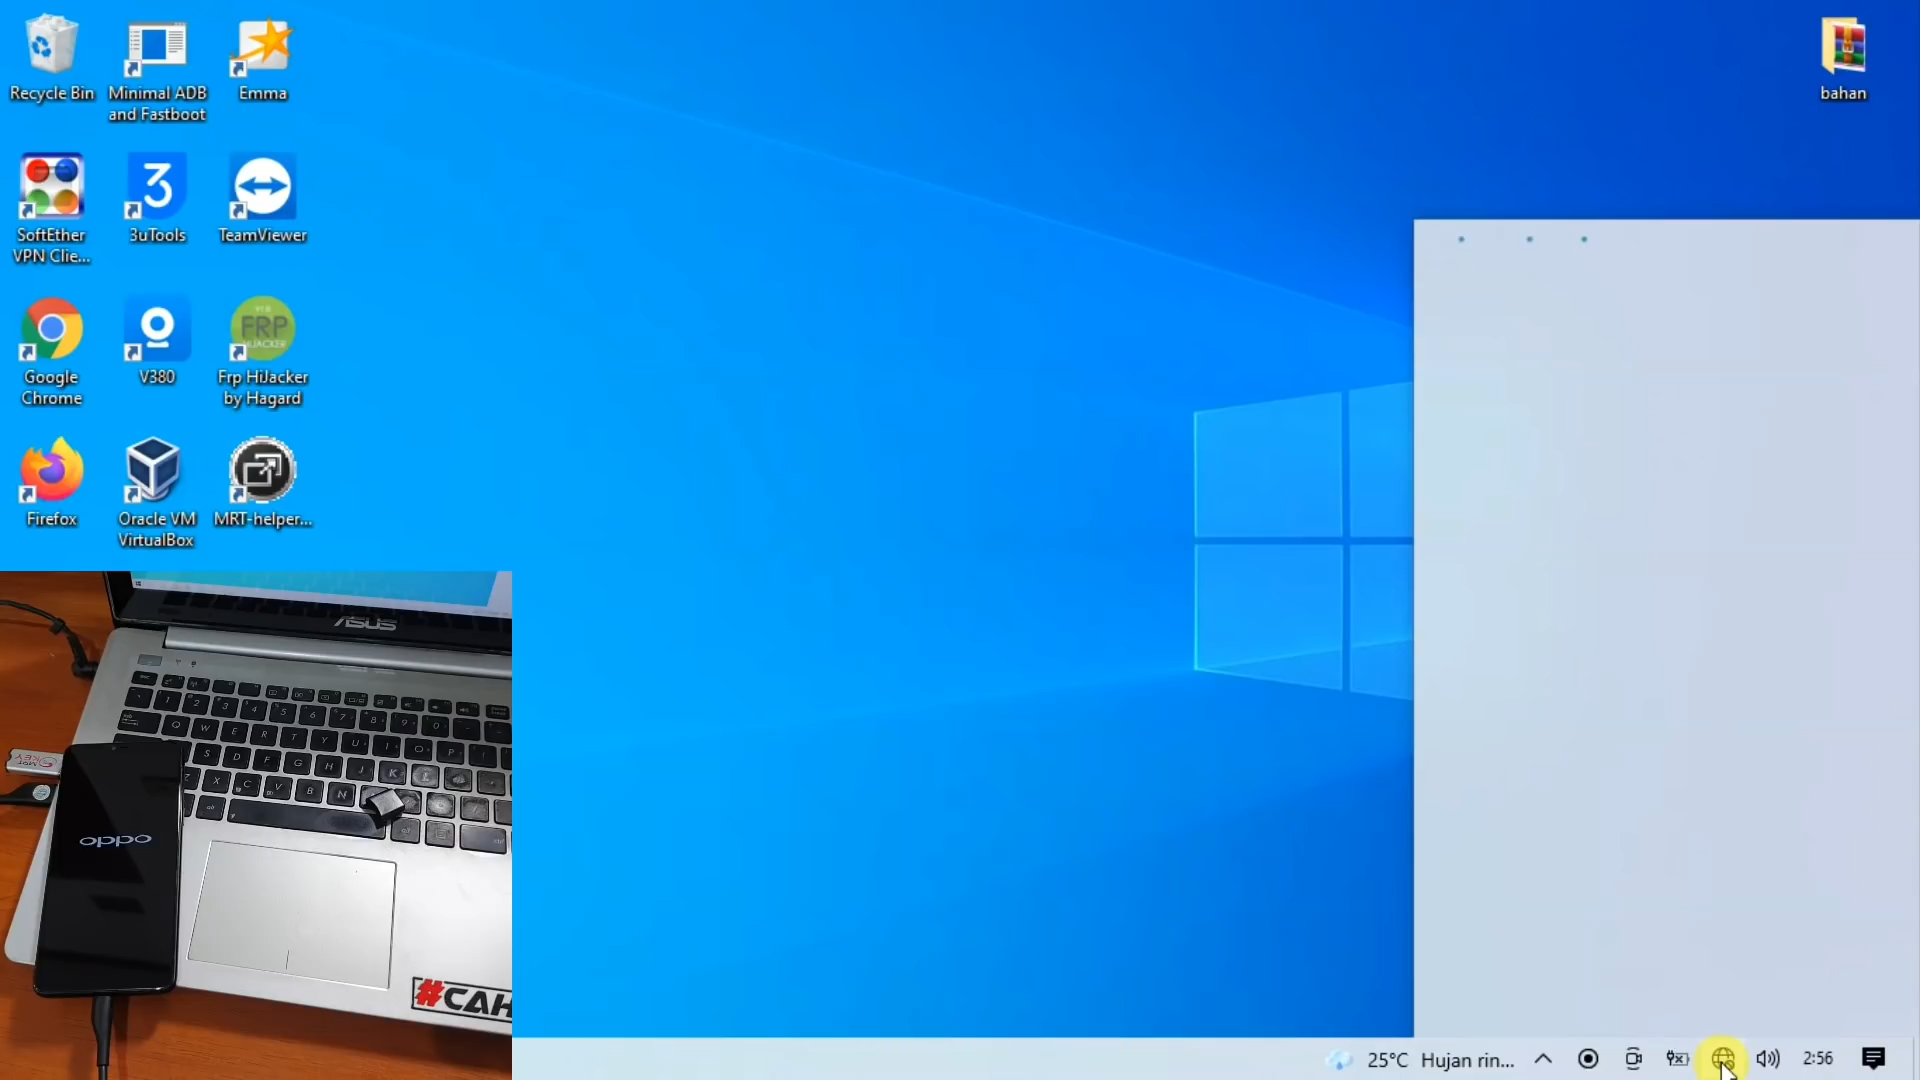 Recycle Bin
Minimal ADB
and Fastboot
Emma
bahan
SoftEther
VPN Clie...
3uTools
TeamViewer
Google
Chrome
V380
FRP
HIJACKER
Frp HiJacker
by Hagard
Firefox
Oracle VM
VirtualBox
MRT-helper...
ASUS
oppo
#CAH
25°C Hujan rin...
2:56